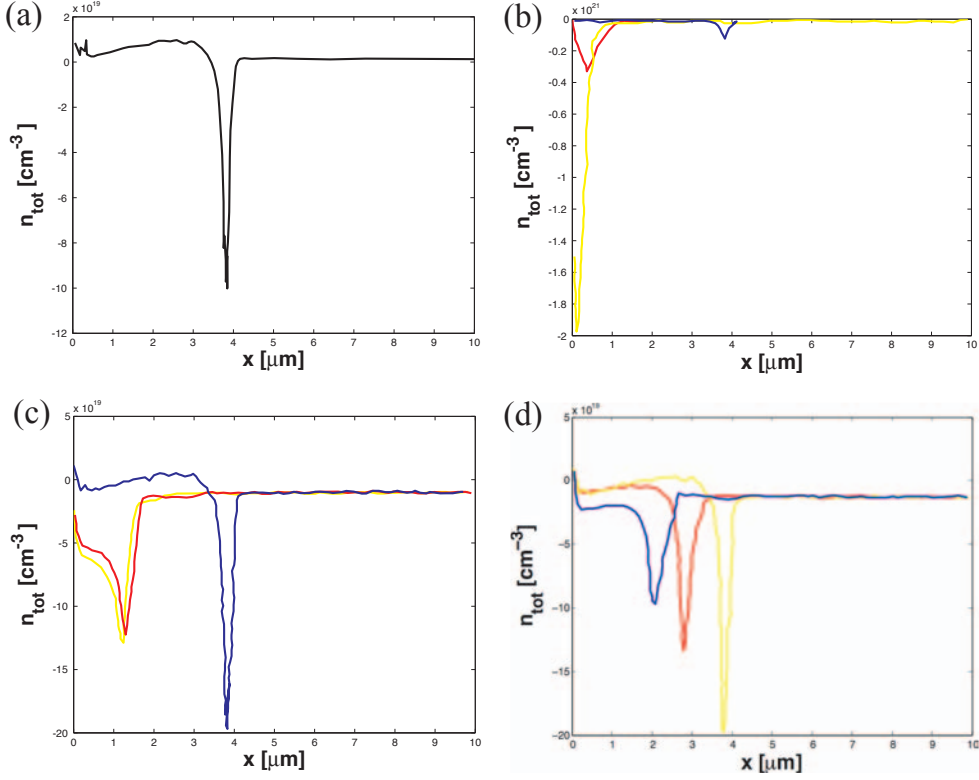 (a)
x 10^19
2
0
-2
-4
-6
-8
-10
-12
n_tot [cm^-3]
0 1 2 3 4 5 6 7 8 9 10
x [μm]
(b)
x 10^21
0
-0.2
-0.4
-0.6
-0.8
-1
-1.2
-1.4
-1.6
-1.8
-2
n_tot [cm^-3 ]
0 1 2 3 4 5 6 7 8 9 10
x [μm]
(c)
x 10^19
5
0
-5
-10
-15
-20
n_tot [cm^-3]
0 1 2 3 4 5 6 7 8 9 10
x [μm]
(d)
x 10^19
5
0
−5
−10
−15
−20
n_tot [cm−3]
0 1 2 3 4 5 6 7 8 9 10
x [μm]